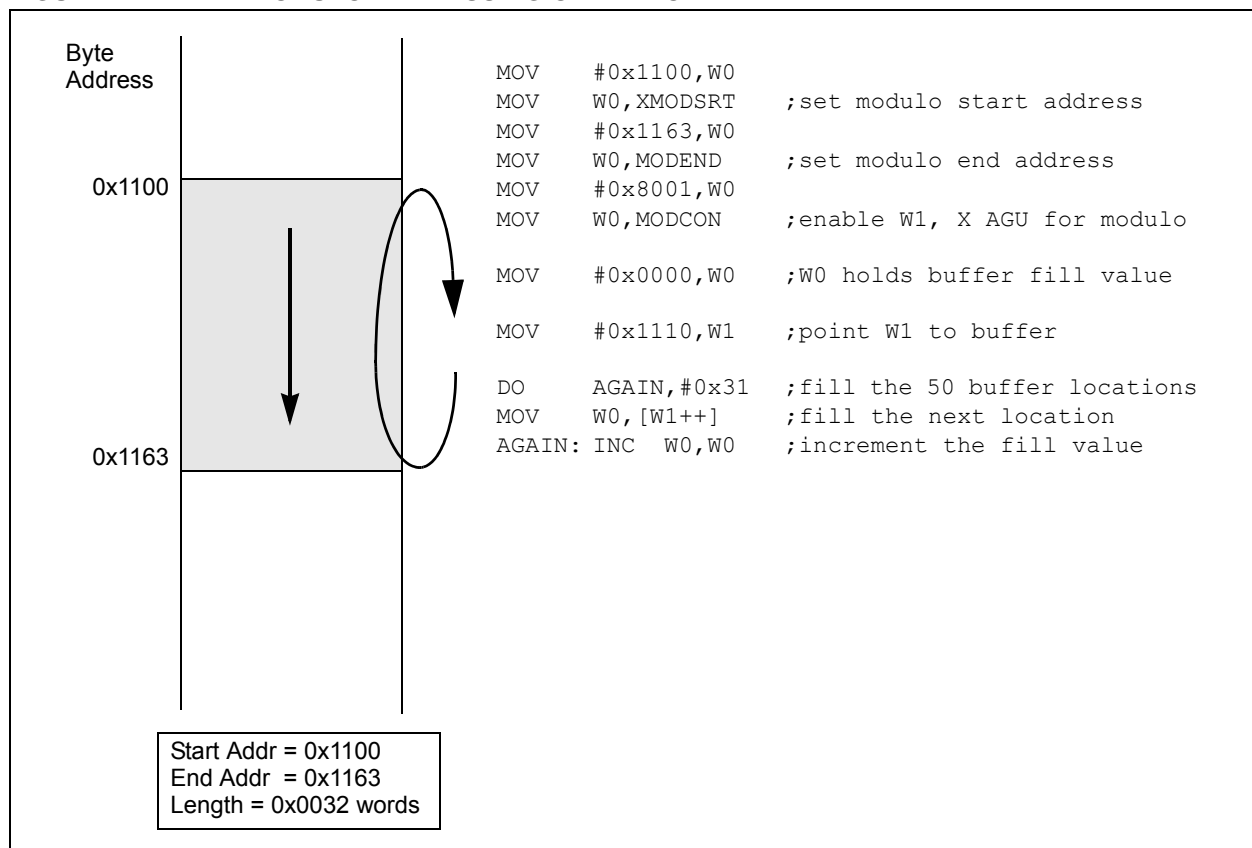 Byte
Address
0x1100
0x1163
MOV #0x1100,W0
MOV W0,XMODSRT ;set modulo start address
MOV #0x1163,W0
MOV W0,MODEND ;set modulo end address
MOV #0x8001,W0
MOV W0,MODCON ;enable W1, X AGU for modulo
MOV #0x0000,W0 ;W0 holds buffer fill value
MOV #0x1110,W1 ;point W1 to buffer
DO AGAIN,#0x31 ;fill the 50 buffer locations
MOV W0,[W1++] ;fill the next location
AGAIN: INC W0,W0 ;increment the fill value
Start Addr = 0x1100
End Addr = 0x1163
Length = 0x0032 words